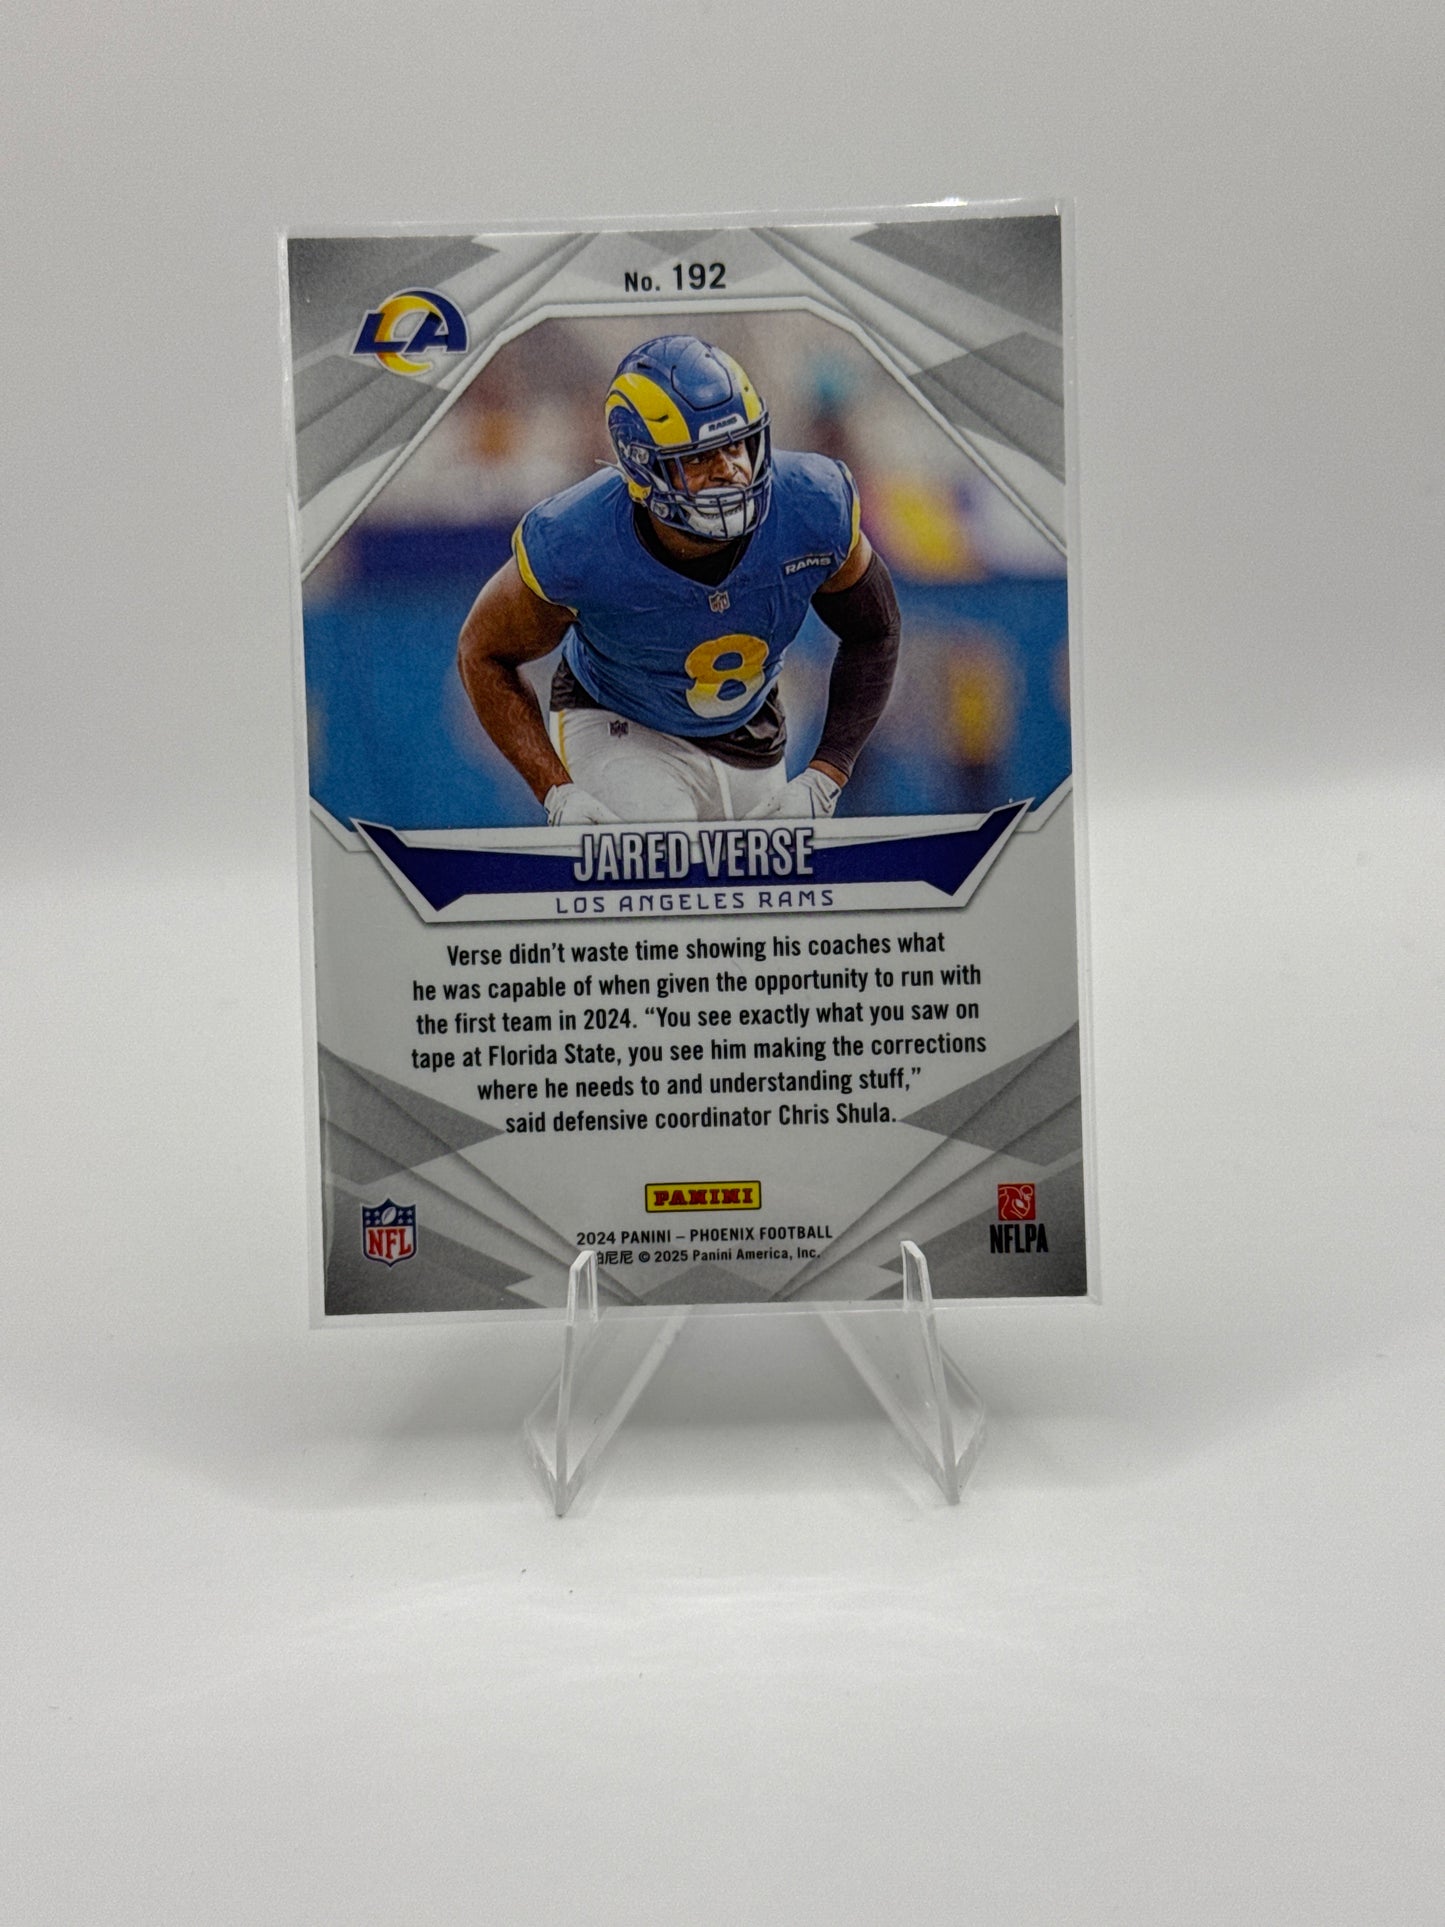 No. 192
LA
RAMS
RAMS
8
JARED VERSE
LOS ANGELES RAMS
Verse didn't waste time showing his coaches what
he was capable of when given the opportunity to run with
the first team in 2024. “You see exactly what you saw on
tape at Florida State, you see him making the corrections
where he needs to and understanding stuff,”
said defensive coordinator Chris Shula.
PANINI
NFL
NFLPA
2024 PANINI – PHOENIX FOOTBALL
尼尼 © 2025 Panini America, Inc.